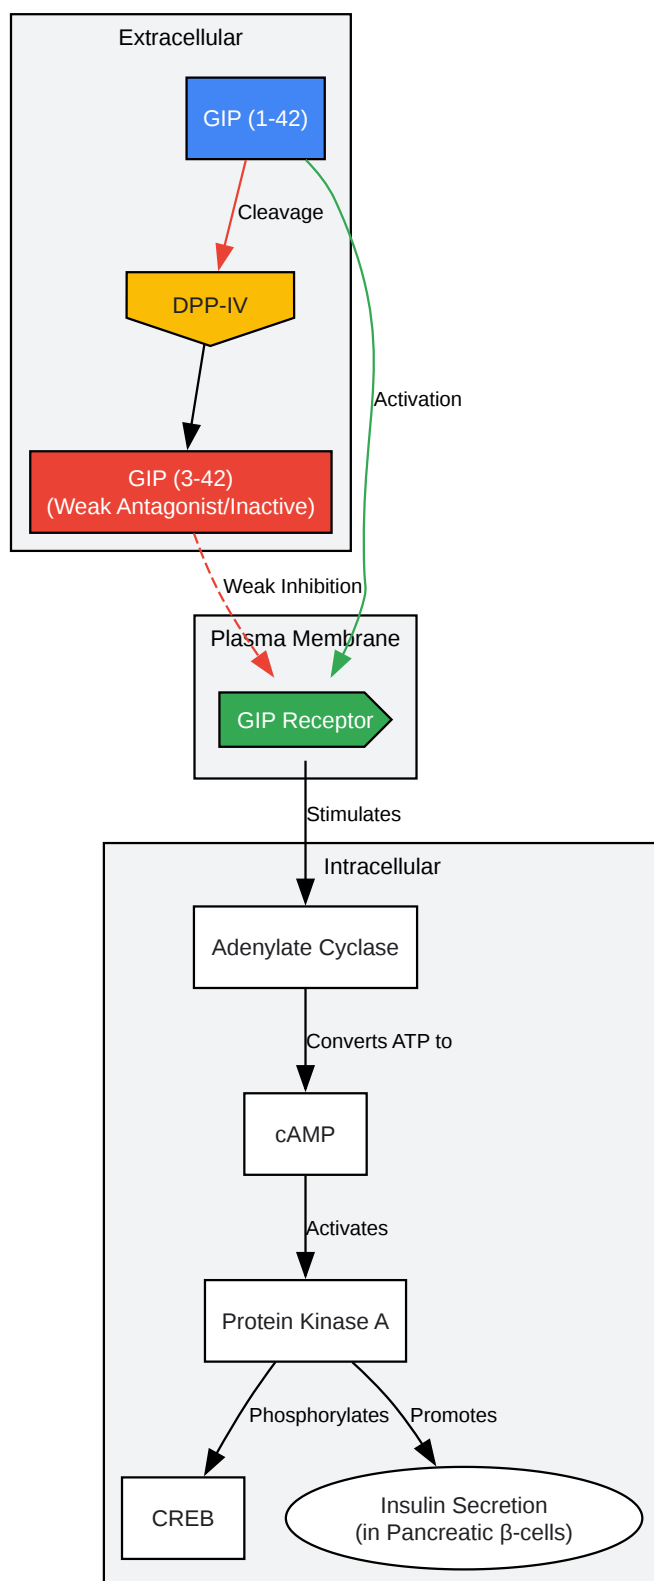 Extracellular
GIP (1-42)
Cleavage
DPP-IV
Activation
GIP (3-42)
(Weak Antagonist/Inactive)
Weak Inhibition
Plasma Membrane
GIP Receptor
Stimulates
Intracellular
Adenylate Cyclase
Converts ATP to
cAMP
Activates
Protein Kinase A
Phosphorylates
Promotes
CREB
Insulin Secretion
(in Pancreatic β-cells)